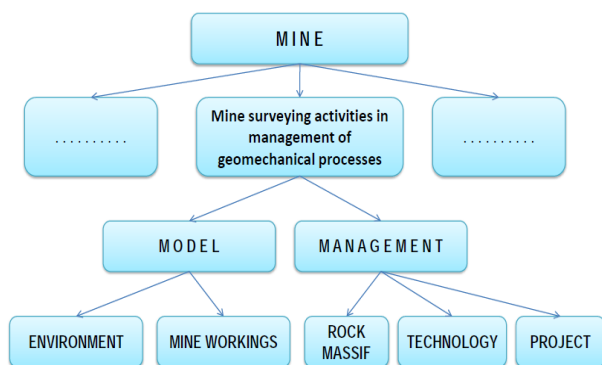 MINE
..........
Mine surveying activities in
management of
geomechanical processes
..........
MODEL
MANAGEMENT
ENVIRONMENT
MINE WORKINGS
ROCK
MASSIF
TECHNOLOGY
PROJECT